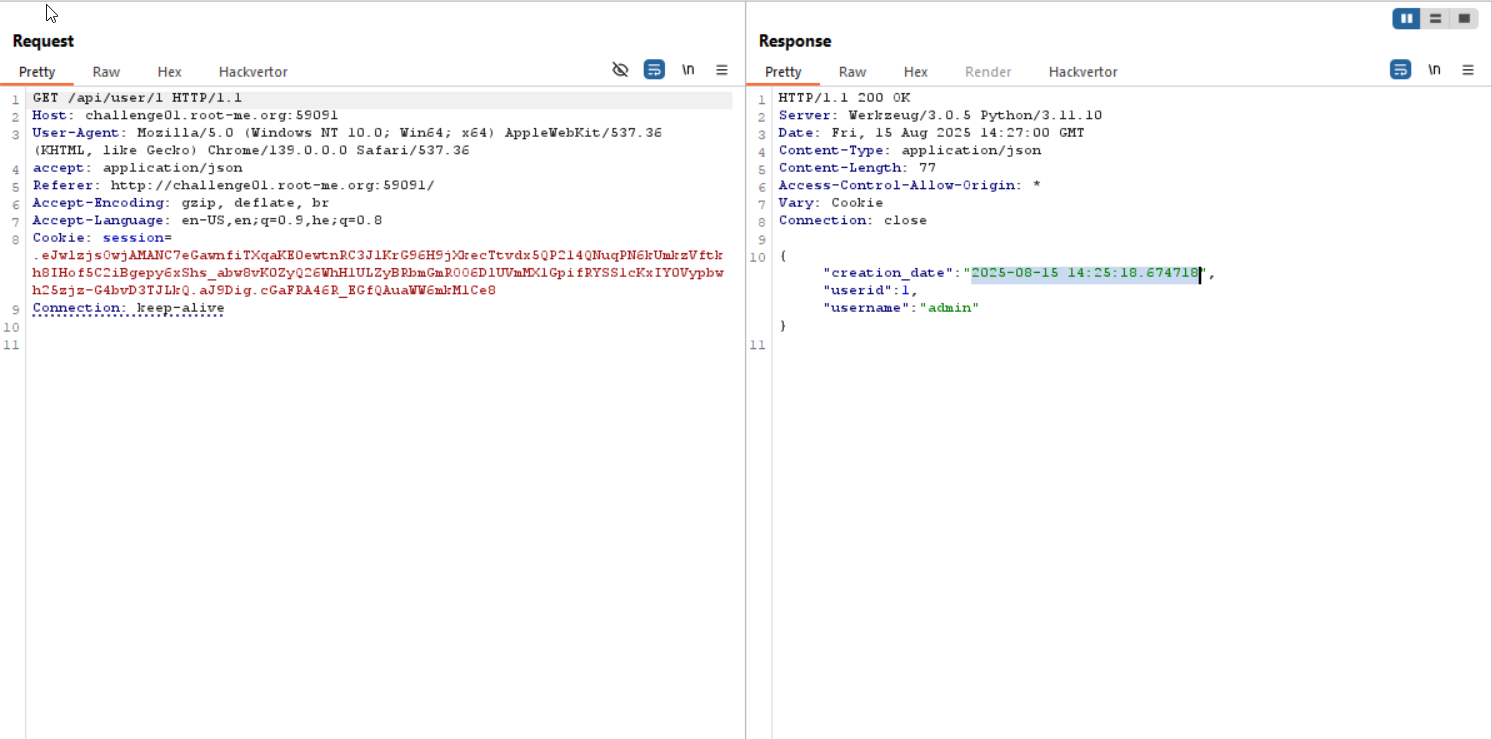 Request
Pretty Raw Hex Hackvertor \n
1 GET /api/user/1 HTTP/1.1
2 Host: challenge01.root-me.org:59091
3 User-Agent: Mozilla/5.0 (Windows NT 10.0; Win64; x64) AppleWebKit/537.36
(KHTML, like Gecko) Chrome/139.0.0.0 Safari/537.36
4 accept: application/json
5 Referer: http://challenge01.root-me.org:59091/
6 Accept-Encoding: gzip, deflate, br
7 Accept-Language: en-US,en;q=0.9,he;q=0.8
8 Cookie: session=
9 Connection: keep-alive
10
11
Response
Pretty Raw Hex Render Hackvertor \n
1 HTTP/1.1 200 OK
2 Server: Werkzeug/3.0.5 Python/3.11.10
3 Date: Fri, 15 Aug 2025 14:27:00 GMT
4 Content-Type: application/json
5 Content-Length: 77
6 Access-Control-Allow-Origin: *
7 Vary: Cookie
8 Connection: close
9
10 {
"creation_date":"2025-08-15 14:25:18.674718",
"userid":1,
"username":"admin"
}
11